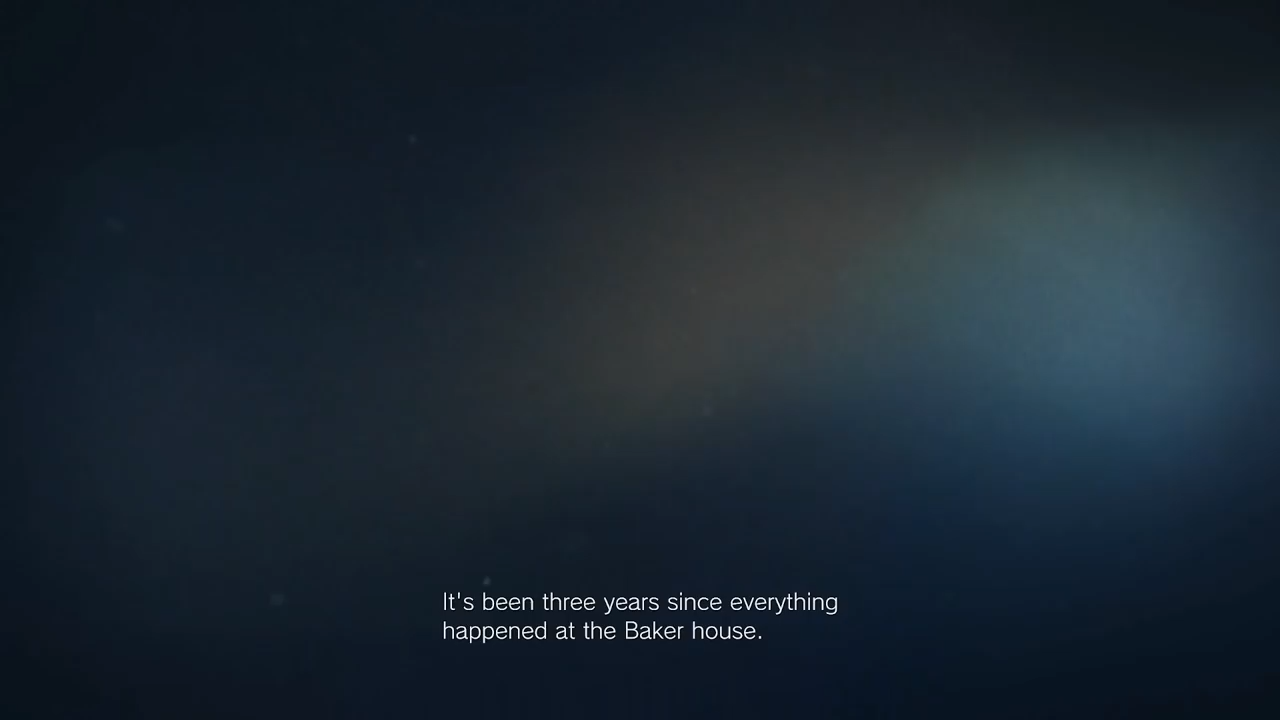 It's been three years since everything
happened at the Baker house.